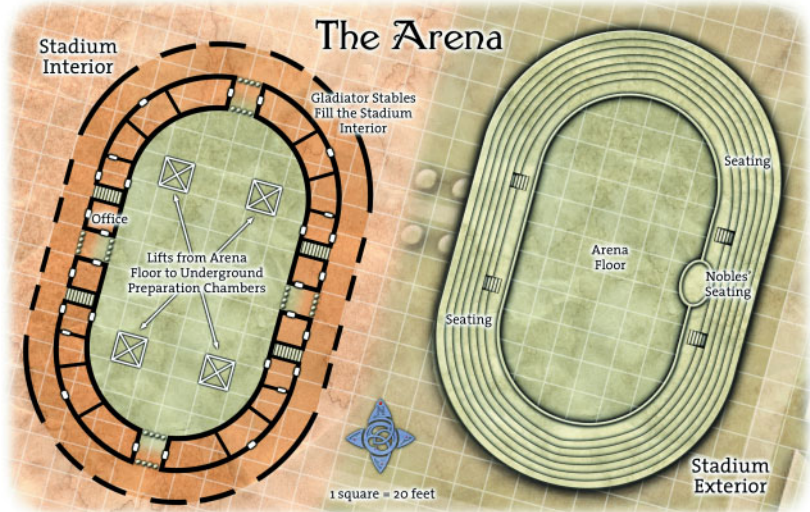 The Arena
Stadium
Interior
Gladiator Stables
Fill the Stadium
Interior
Office
Lifts from Arena
Floor to Underground
Preparation Chambers
Seating
Arena
Floor
Nobles'
Seating
Seating
N
Stadium
Exterior
1 square = 20 feet